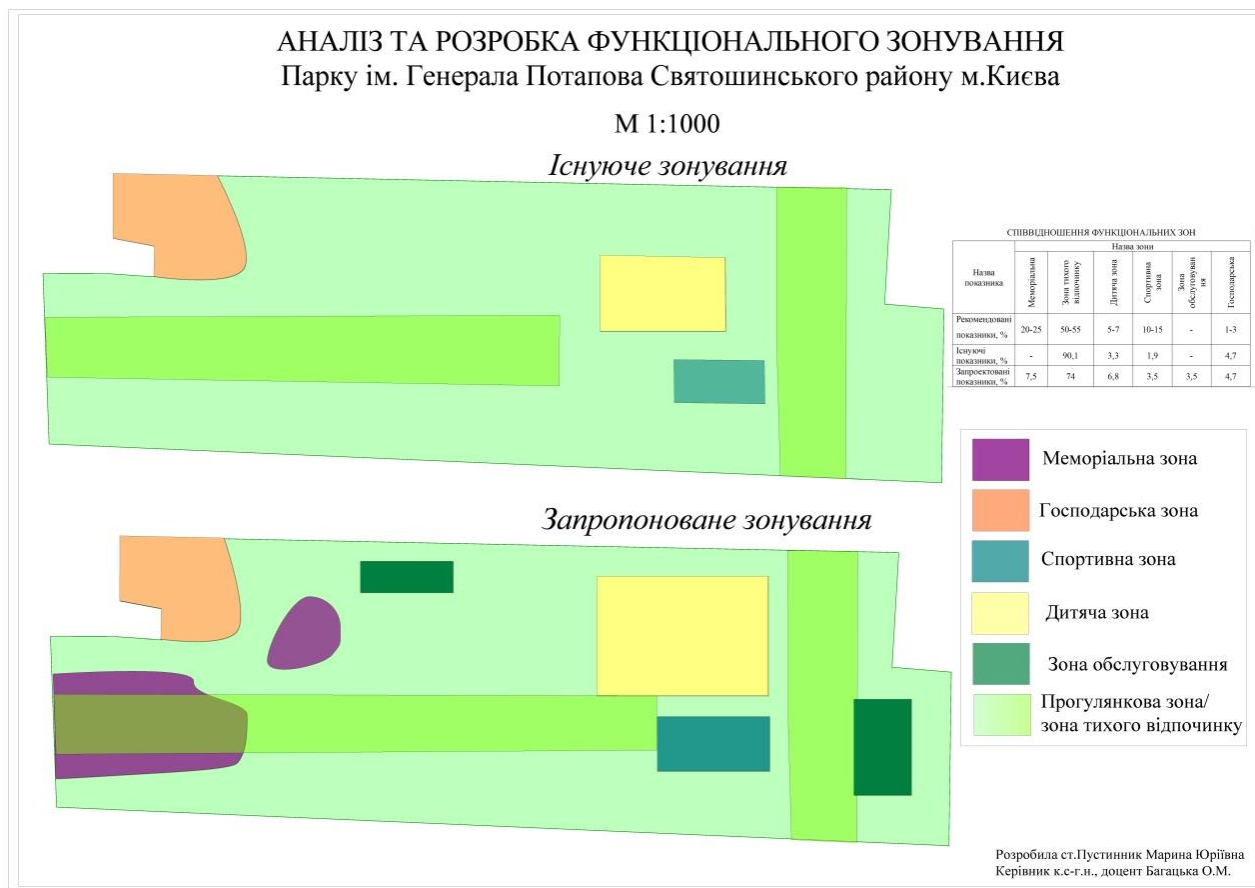 АНАЛІЗ ТА РОЗРОБКА ФУНКЦІОНАЛЬНОГО ЗОНУВАННЯ
Парку ім. Генерала Потапова Святошинського району м.Києва
М 1:1000
Існуюче зонування
СПІВВІДНОШЕННЯ ФУНКЦІОНАЛЬНИХ ЗОН
Назва показника
Назва зони
Меморіальна
Зона тихого
відпочинку
Дитяча зона
Спортивна
зона
Зона
обслуговуван
ня
Господарська
Рекомендовані показники, % 20-25 50-55 5-7 10-15 - 1-3
Існуючі показники, % - 90,1 3,3 1,9 - 4,7
Запроектовані показники, % 7,5 74 6,8 3,5 3,5 4,7
Меморіальна зона
Господарська зона
Спортивна зона
Дитяча зона
Зона обслуговування
Прогулянкова зона/
зона тихого відпочинку
Запропоноване зонування
Розробила ст.Пустинник Марина Юріївна
Керівник к.с-г.н., доцент Багацька О.М.